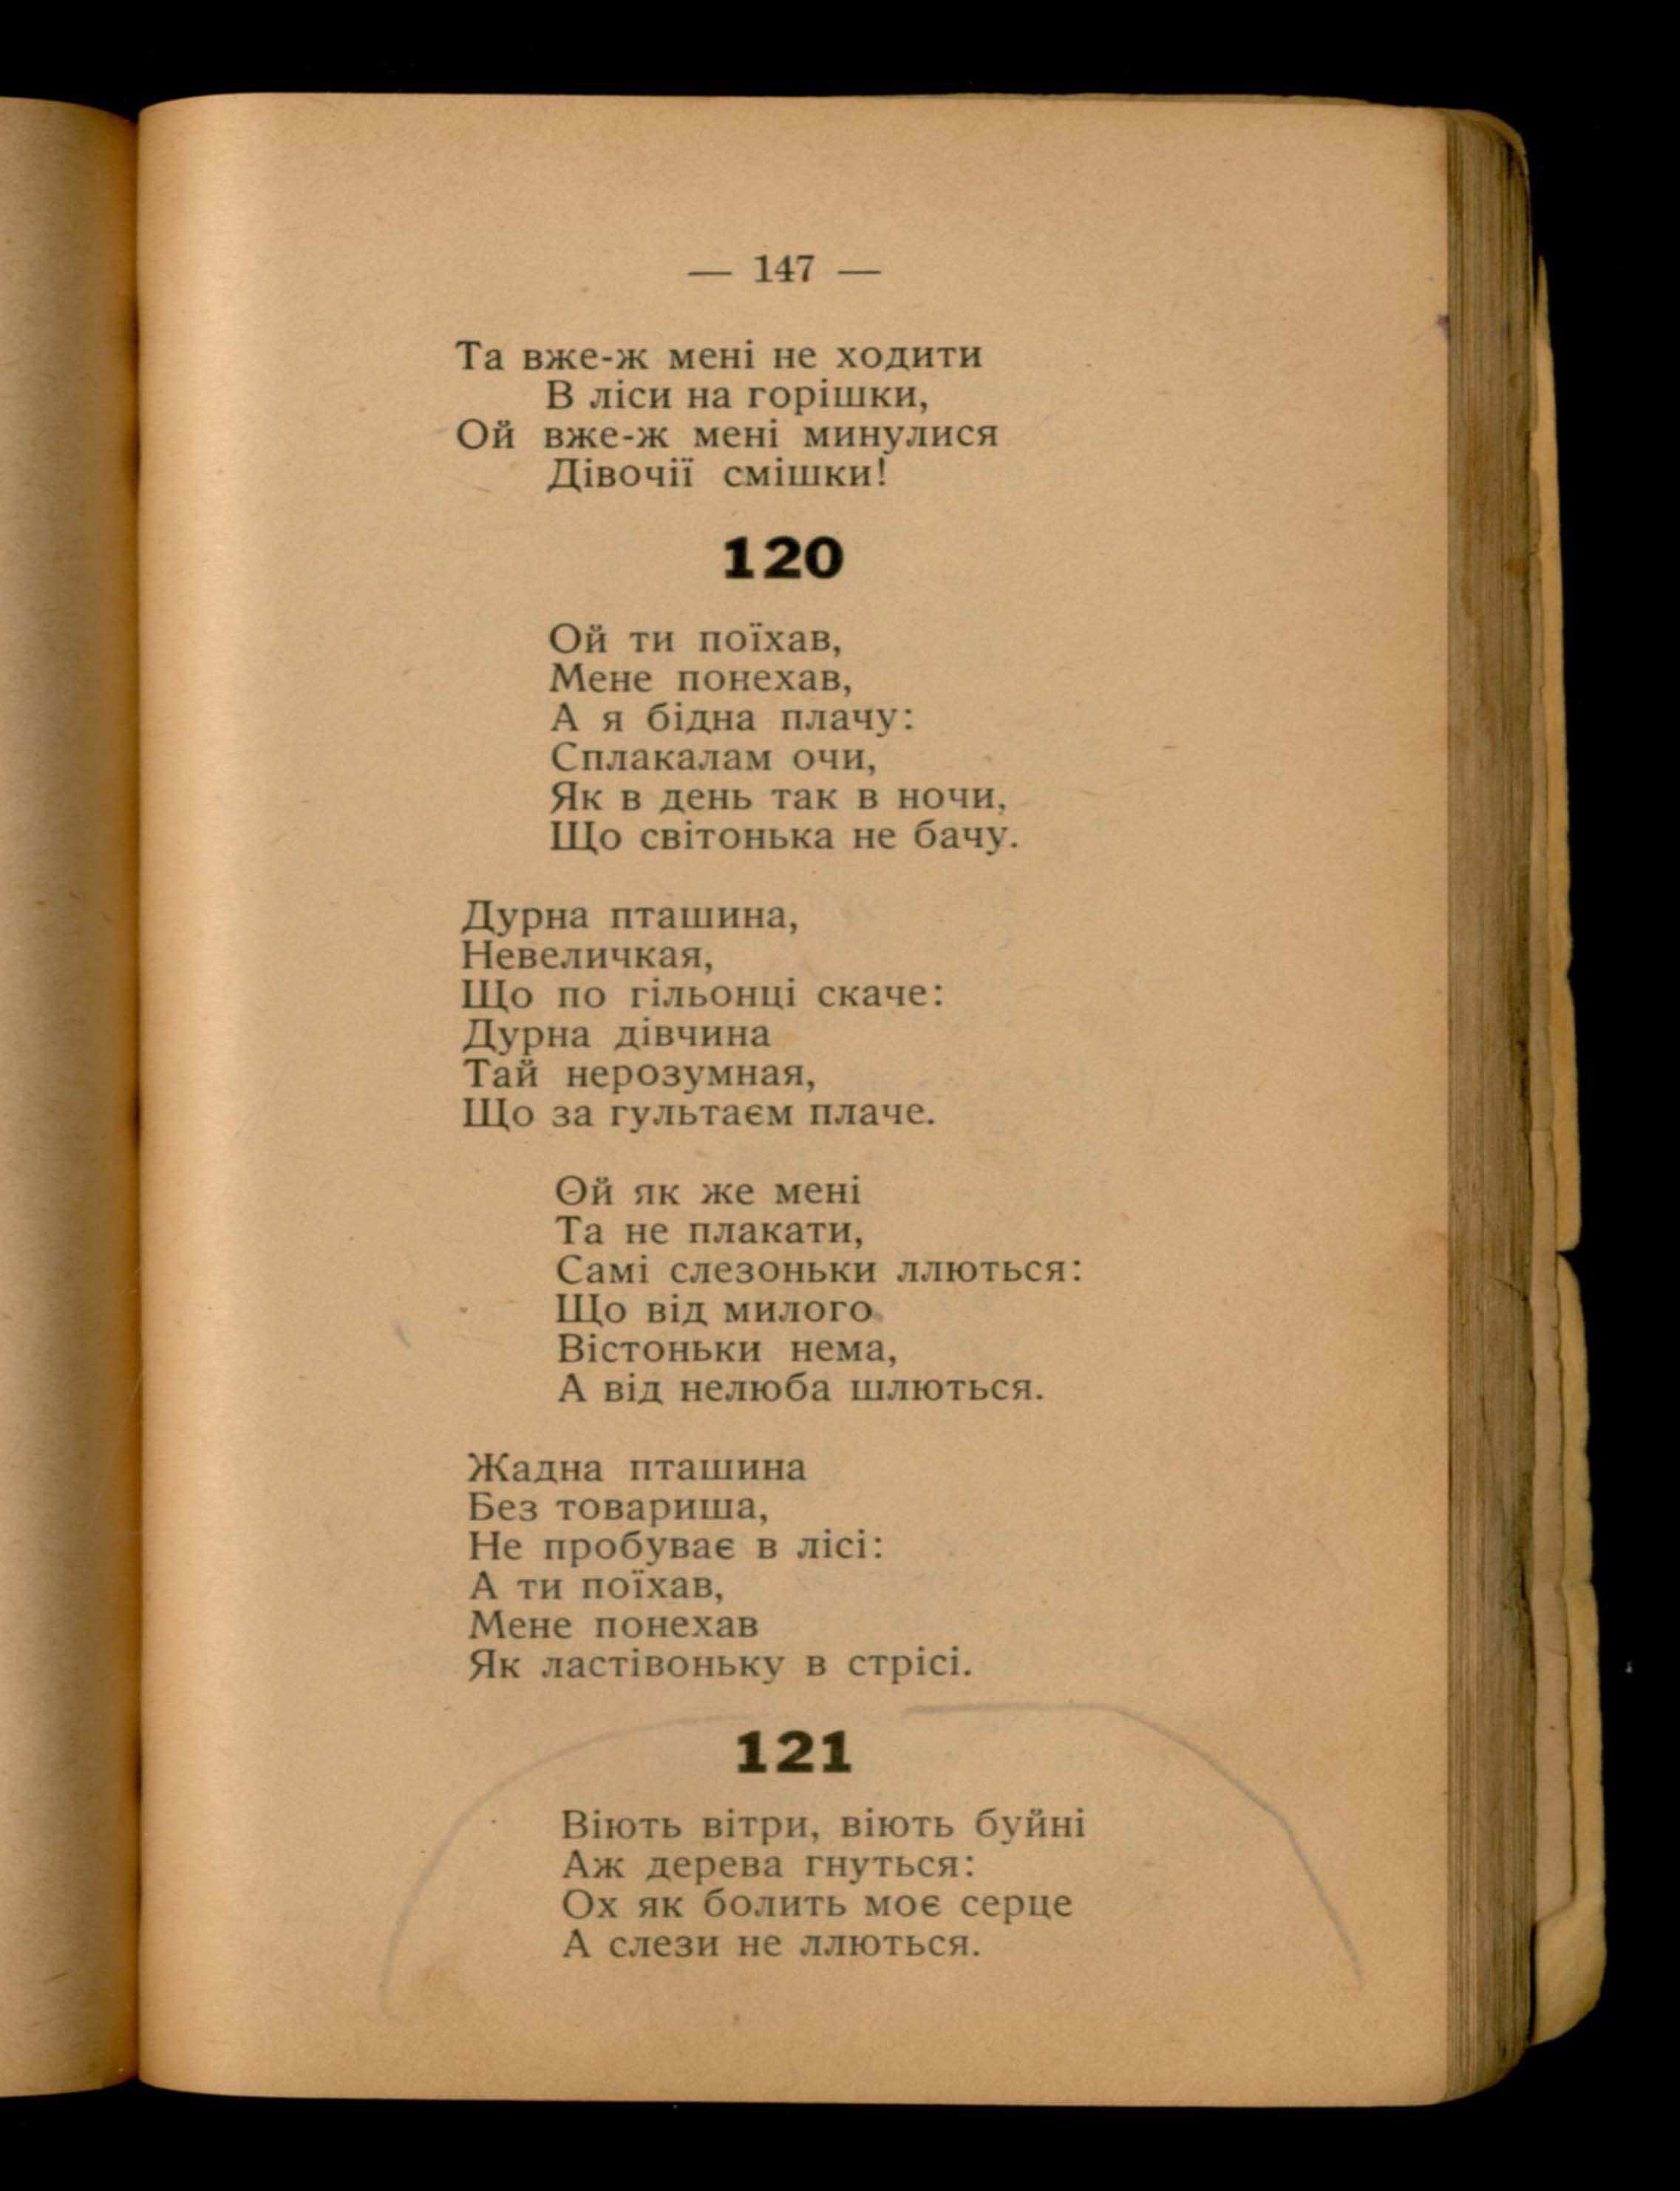 — 147 —
Та вже-ж мені не ходити
В ліси на горішки,
Ой вже-ж мені минулися
Дівочії смішки!
120
Ой ти поїхав,
Мене понехав,
А я бідна плачу:
Сплакалам очи,
Як в день так в ночи,
Що світонька не бачу.
Дурна пташина,
Невеличкая,
Що по гільонці скаче:
Дурна дівчина
Тай нерозумная,
Що за гультаєм плаче.
Ой як же мені
Та не плакати,
Самі слезоньки ллються:
Що від милого
Вістоньки нема,
А від нелюба шлються.
Жадна пташина
Без товариша,
Не пробуває в лісі:
А ти поїхав,
Мене понехав
Як ластівоньку в стрісі.
121
Віють вітри, віють буйні
Аж дерева гнуться:
Ох як болить моє серце
А слези не ллються.